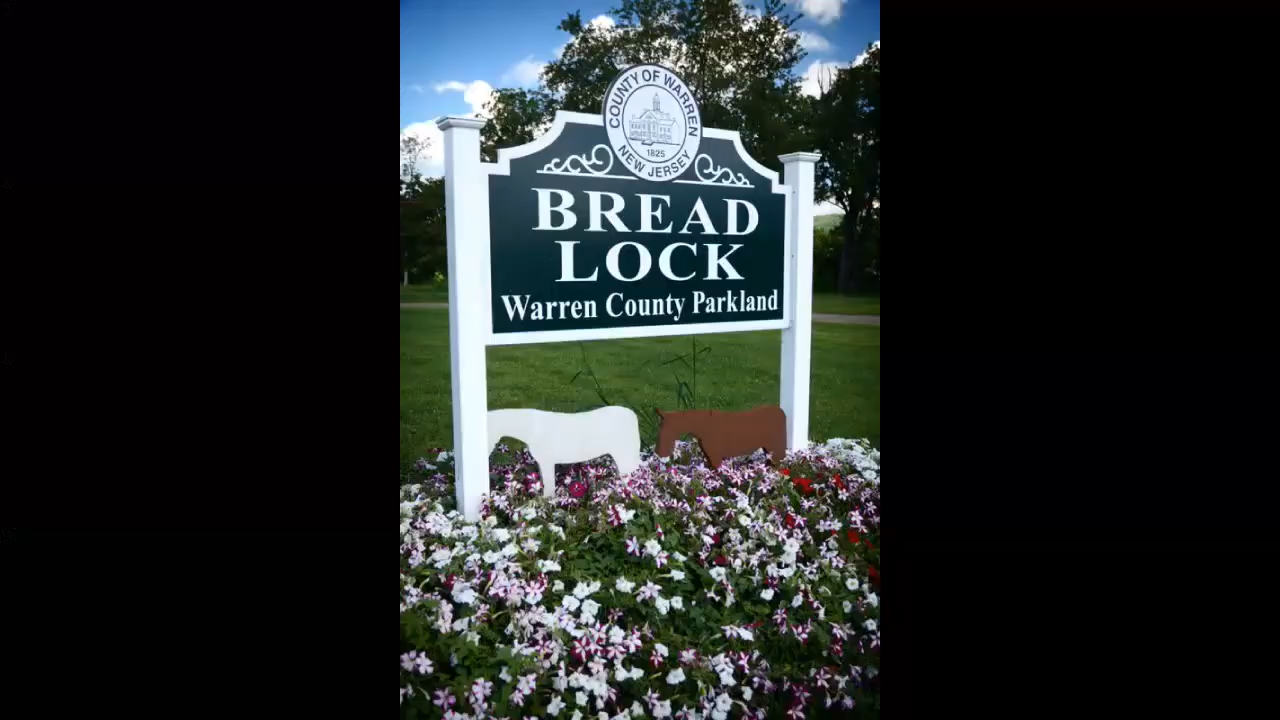 COUNTY OF WARREN
1825
NEW JERSEY
BREAD
LOCK
Warren County Parkland